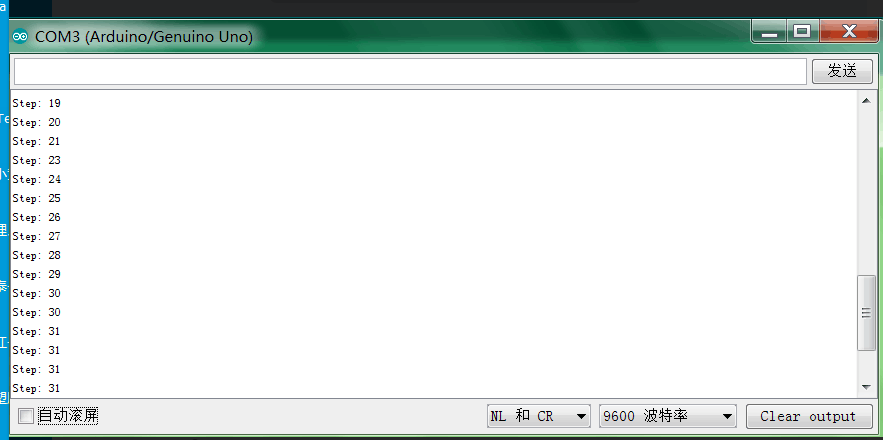 COM3 (Arduino/Genuino Uno)
发送
Step: 19
Step: 20
Step: 21
Step: 23
Step: 24
Step: 25
Step: 26
Step: 27
Step: 28
Step: 29
Step: 30
Step: 30
Step: 31
Step: 31
Step: 31
Step: 31
自动滚屏
NL 和 CR
9600 波特率
Clear output